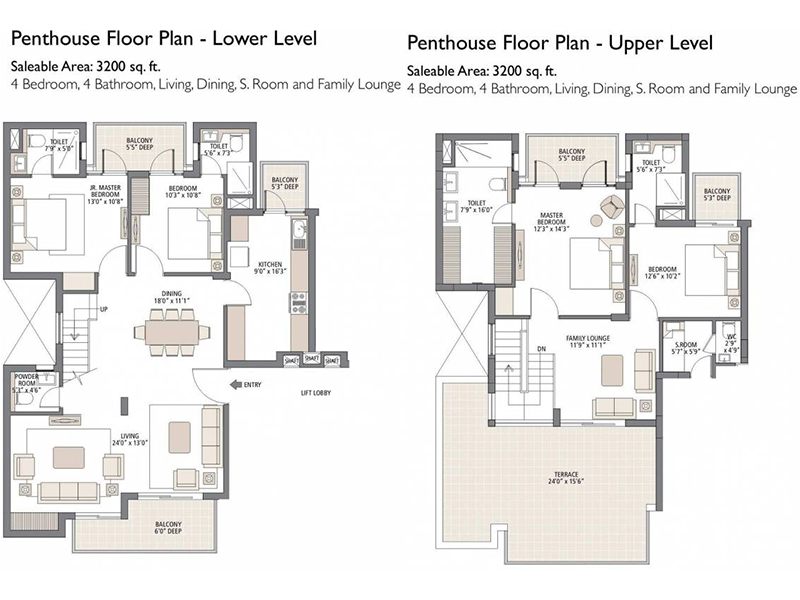 Penthouse Floor Plan - Lower Level
Saleable Area: 3200 sq. ft.
4 Bedroom, 4 Bathroom, Living, Dining, S. Room and Family Lounge
TOILET
7'9" x 5'0"
BALCONY
5'5" DEEP
TOILET
5'6" x 7'3"
BALCONY
5'3" DEEP
JR. MASTER
BEDROOM
13'0" x 10'8"
BEDROOM
10'3" x 10'8"
KITCHEN
9'0" x 16'3"
DINING
18'0" x 11'1"
UP
SHAFT
SHAFT
SHAFT
POWDER
ROOM
5'3" x 4'6"
ENTRY
LIFT LOBBY
LIVING
24'0" x 13'0"
BALCONY
6'0" DEEP
Penthouse Floor Plan - Upper Level
Saleable Area: 3200 sq. ft.
4 Bedroom, 4 Bathroom, Living, Dining, S. Room and Family Lounge
BALCONY
5'5" DEEP
TOILET
5'6" x 7'3"
BALCONY
5'3" DEEP
TOILET
7'9" x 16'0"
MASTER
BEDROOM
12'3" x 14'3"
BEDROOM
12'6" x 10'2"
FAMILY LOUNGE
11'9" x 11'1"
DN
S.ROOM
5'7" x 5'9"
WC
2'9"
x 4'9"
TERRACE
24'0" x 15'6"